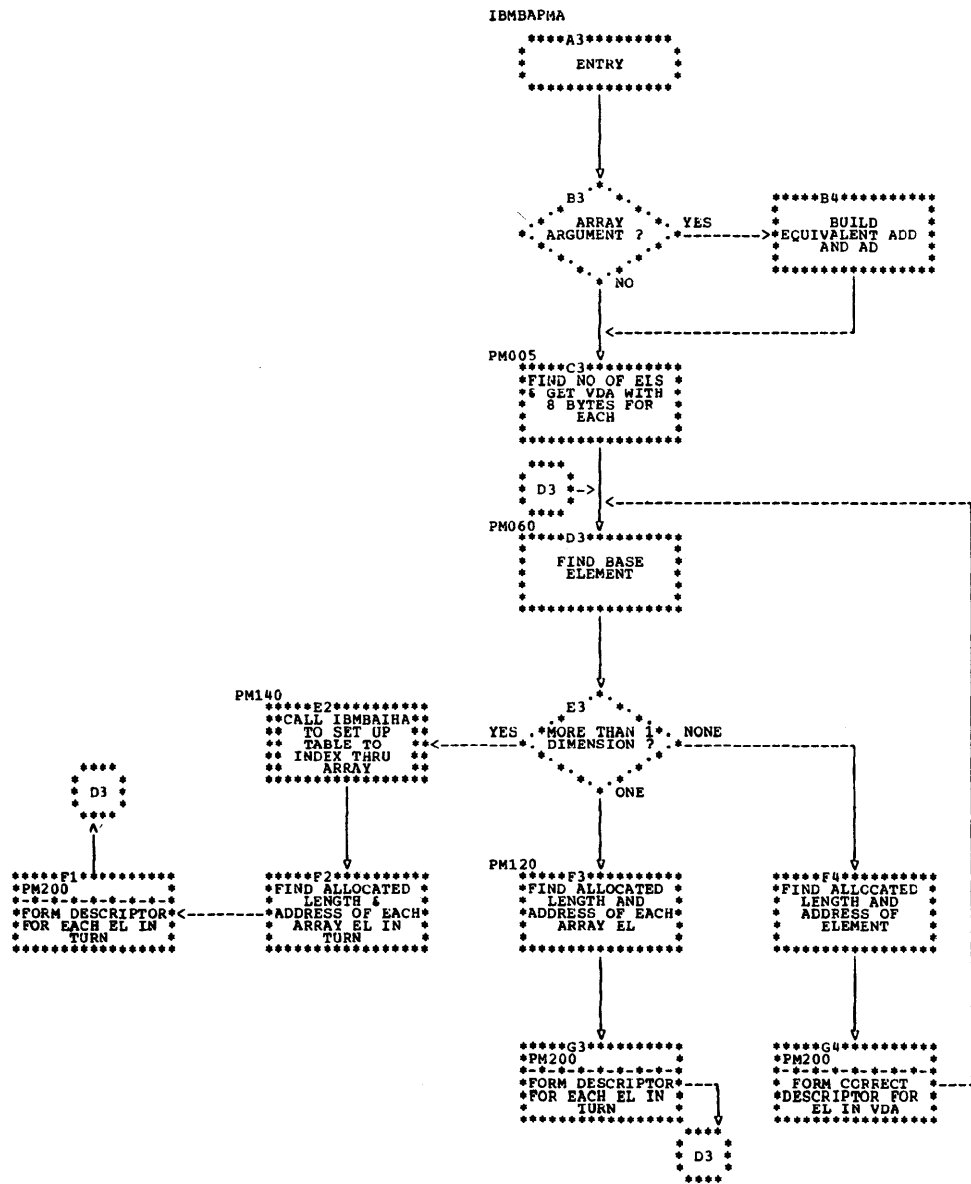 IBMBAPMA
A3
ENTRY
B3
ARRAY
ARGUMENT ?
YES
NO
B4
BUILD
EQUIVALENT ADD
AND AD
PM005
C3
FIND NO OF EIS
& GET VDA WITH
8 BYTES FOR
EACH
D3
PM060
D3
FIND BASE
ELEMENT
E3
MORE THAN 1
DIMENSION ?
YES
NONE
ONE
PM140
E2
CALL IBMBAIHA
TO SET UP
TABLE TO
INDEX THRU
ARRAY
D3
F1
PM200
FORM DESCRIPTOR
FOR EACH EL IN
TURN
F2
FIND ALLOCATED
LENGTH &
ADDRESS OF EACH
ARRAY EL IN
TURN
PM120
F3
FIND ALLOCATED
LENGTH AND
ADDRESS OF EACH
ARRAY EL
F4
FIND ALLOCATED
LENGTH AND
ADDRESS OF
ELEMENT
G3
PM200
FORM DESCRIPTOR
FOR EACH EL IN
TURN
G4
PM200
FORM CORRECT
DESCRIPTOR FOR
EL IN VDA
D3